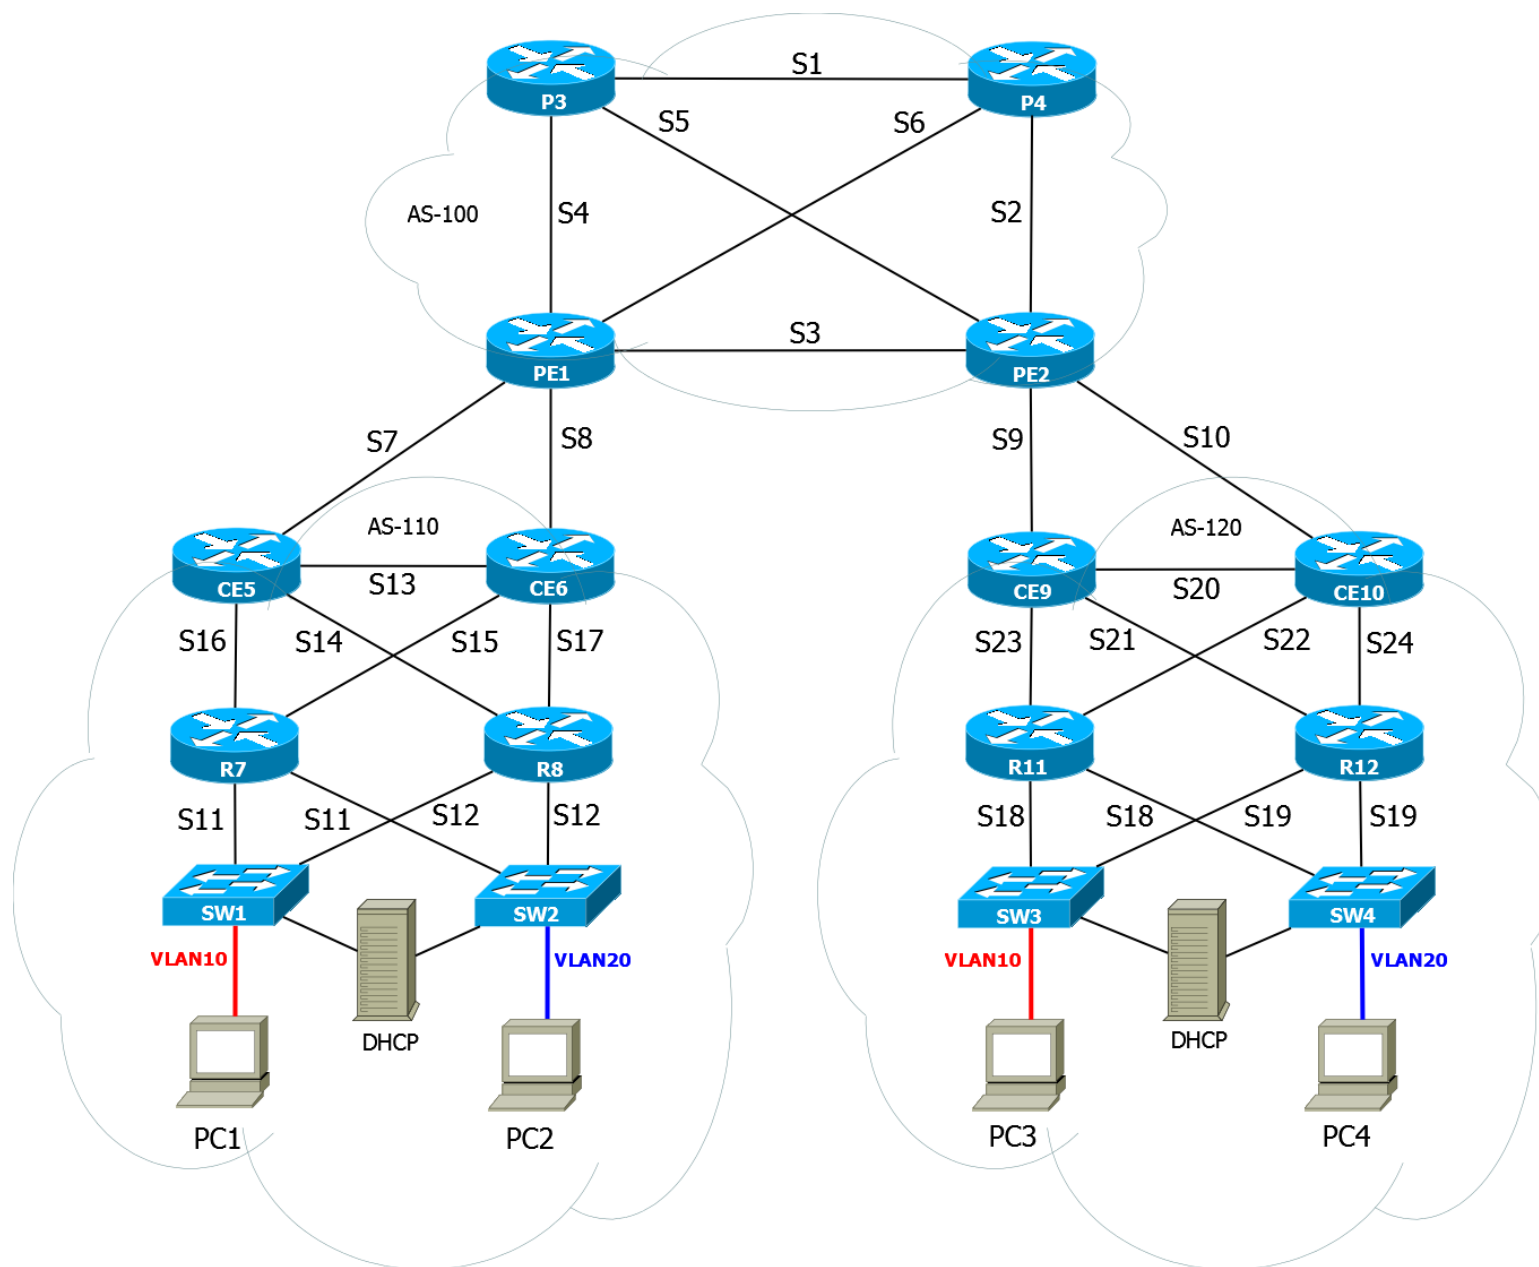 S1
P3
P4
S5
S6
AS-100
S4
S2
S3
PE1
PE2
S7
S8
S9
S10
AS-110
AS-120
CE5
S13
CE6
CE9
S20
CE10
S16
S14
S15
S17
S23
S21
S22
S24
R7
R8
R11
R12
S11
S11
S12
S12
S18
S18
S19
S19
SW1
SW2
SW3
SW4
VLAN10
VLAN20
VLAN10
VLAN20
DHCP
DHCP
PC1
PC2
PC3
PC4